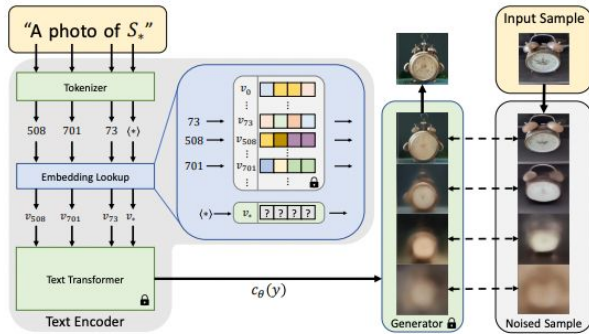 "A photo of S*"
Input Sample
Tokenizer
508 701 73 ⟨*⟩
Embedding Lookup
v508 v701 v73 v*
Text Transformer
Text Encoder
v0
⋮ ⋮
73 v73
508 v508
⋮ ⋮
701 v701
⋮ ⋮
⟨*⟩ v* ? ? ? ?
cθ(y)
Generator
Noised Sample